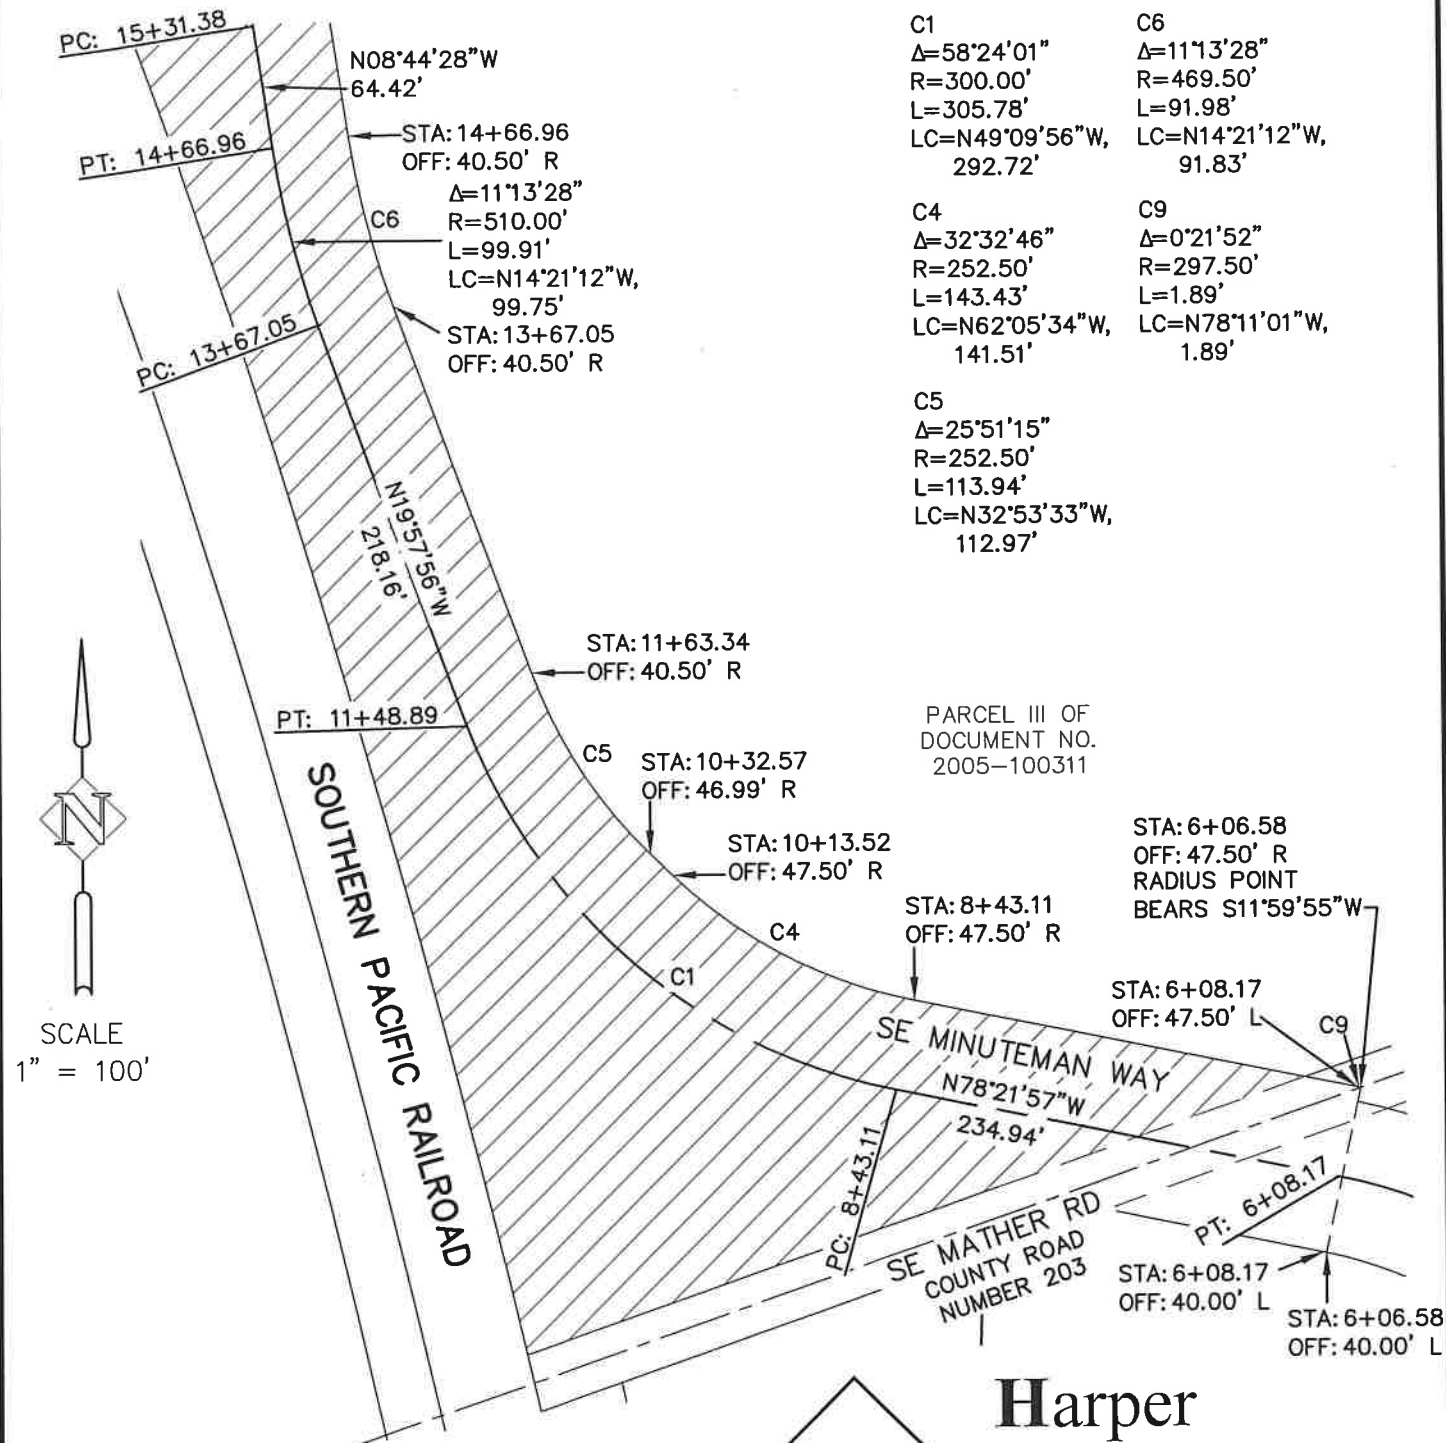 PC: 15+31.38
N08°44'28"W
64.42'
PT: 14+66.96
STA: 14+66.96
OFF: 40.50' R
Δ=11°13'28"
R=510.00'
L=99.91'
LC=N14°21'12"W,
99.75'
C6
PC: 13+67.05
STA: 13+67.05
OFF: 40.50' R
C1
Δ=58°24'01"
R=300.00'
L=305.78'
LC=N49°09'56"W,
292.72'
C6
Δ=11°13'28"
R=469.50'
L=91.98'
LC=N14°21'12"W,
91.83'
C4
Δ=32°32'46"
R=252.50'
L=143.43'
LC=N62°05'34"W,
141.51'
C9
Δ=0°21'52"
R=297.50'
L=1.89'
LC=N78°11'01"W,
1.89'
C5
Δ=25°51'15"
R=252.50'
L=113.94'
LC=N32°53'33"W,
112.97'
N19°57'56"W
218.16'
STA: 11+63.34
OFF: 40.50' R
PT: 11+48.89
C5
STA: 10+32.57
OFF: 46.99' R
STA: 10+13.52
OFF: 47.50' R
PARCEL III OF
DOCUMENT NO.
2005-100311
STA: 6+06.58
OFF: 47.50' R
RADIUS POINT
BEARS S11°59'55"W
STA: 8+43.11
OFF: 47.50' R
C4
C1
STA: 6+08.17
OFF: 47.50' L
C9
N
SCALE
1" = 100'
SOUTHERN PACIFIC RAILROAD
SE MINUTEMAN WAY
N78°21'57"W
234.94'
PC: 8+43.11
SE MATHER RD
COUNTY ROAD
NUMBER 203
PT: 6+08.17
STA: 6+08.17
OFF: 40.00' L
STA: 6+06.58
OFF: 40.00' L
Harper